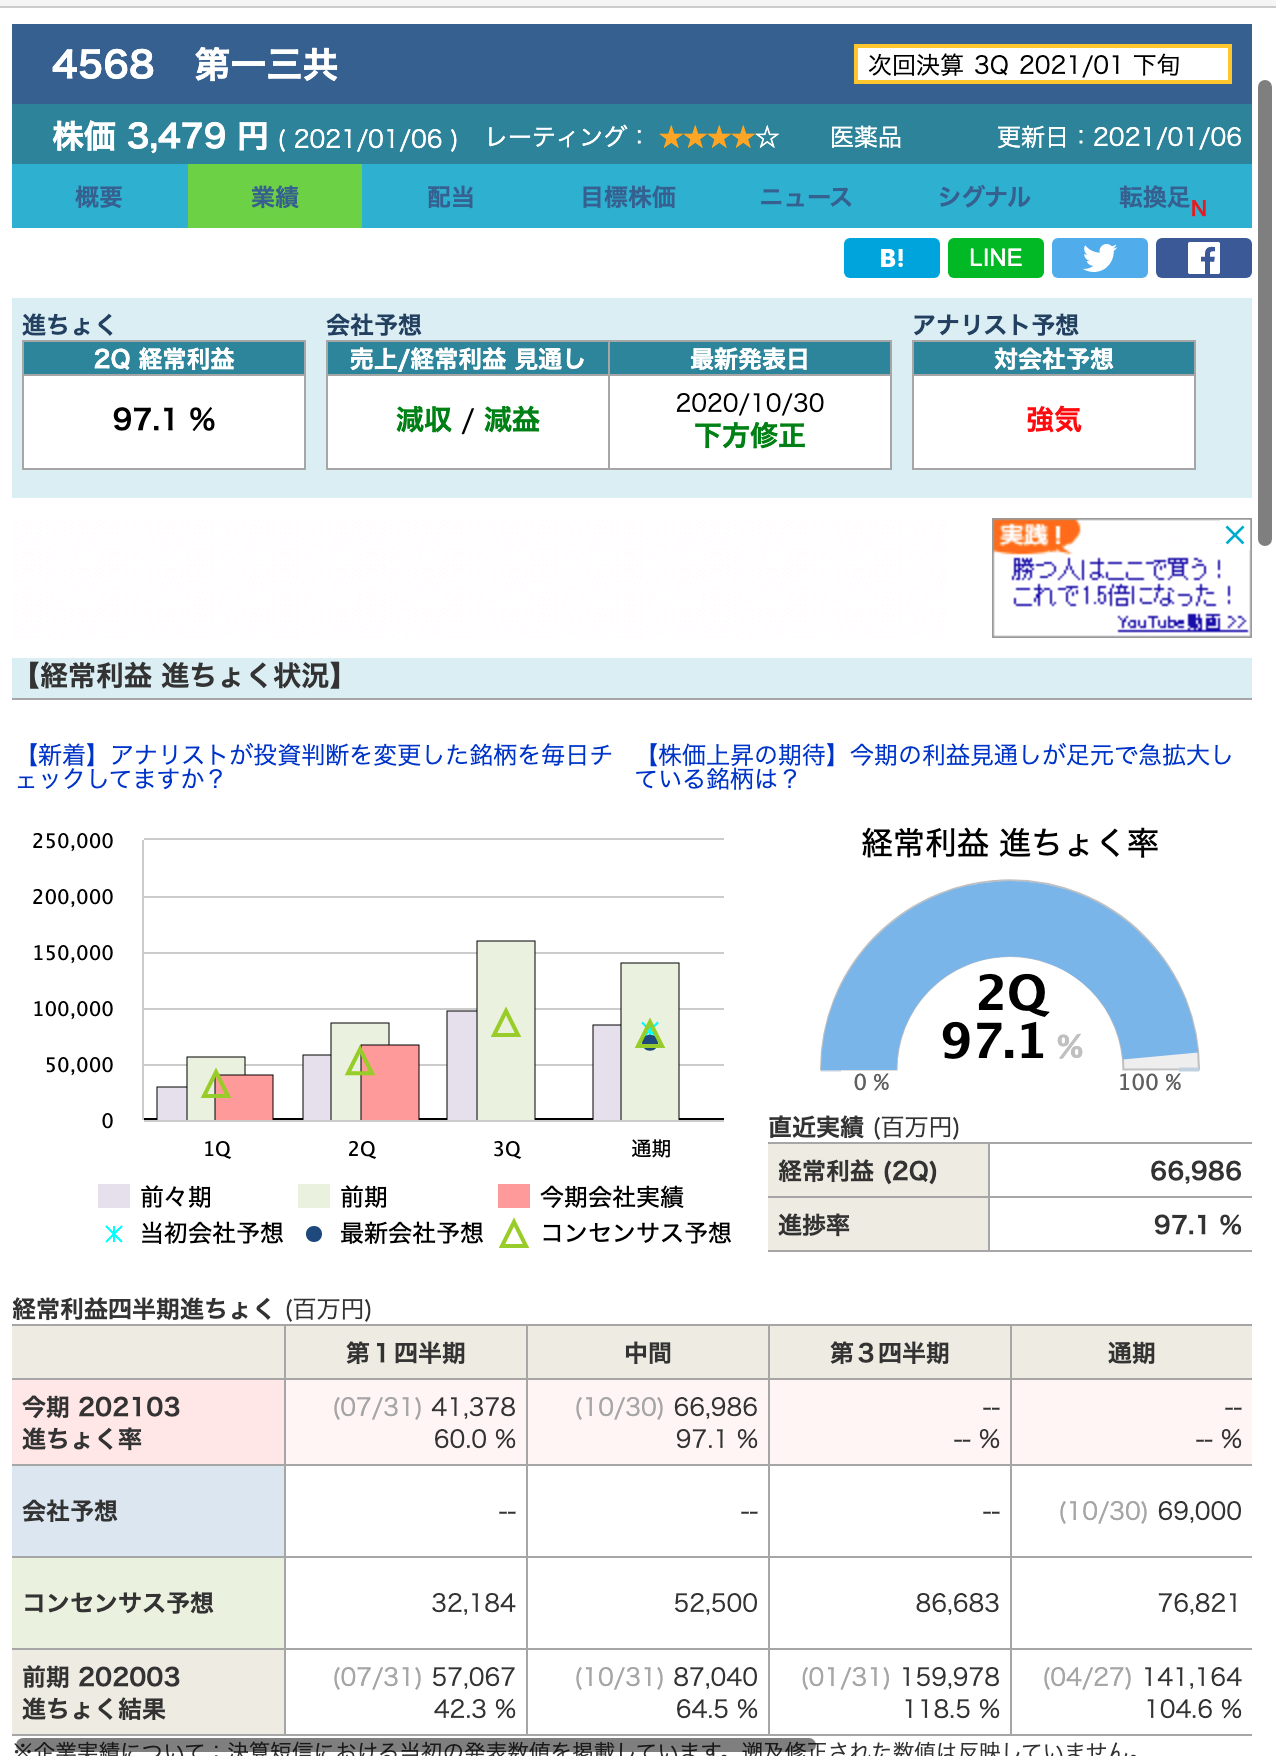 4568 第一三共
次回決算 3Q 2021/01 下旬
株価 3,479 円 ( 2021/01/06 ) レーティング： ★★★★☆ 医薬品 更新日：2021/01/06
概要 業績 配当 目標株価 ニュース シグナル 転換足N
B! LINE
進ちょく 会社予想 アナリスト予想
2Q 経常利益 売上/経常利益 見通し 最新発表日 対会社予想
97.1 % 減収 / 減益 2020/10/30 強気
下方修正
実践！
勝つ人はここで買う！
これで1.5倍になった！
YouTube動画 >>
【経常利益 進ちょく状況】
【新着】アナリストが投資判断を変更した銘柄を毎日チ
ェックしてますか？
【株価上昇の期待】今期の利益見通しが足元で急拡大し
ている銘柄は？
250,000
200,000
150,000
100,000
50,000
0
1Q 2Q 3Q 通期
前々期 前期 今期会社実績
当初会社予想 最新会社予想 コンセンサス予想
経常利益 進ちょく率
2Q
97.1 %
0 % 100 %
直近実績 (百万円)
経常利益 (2Q) 66,986
進捗率 97.1 %
経常利益四半期進ちょく (百万円)
第１四半期 中間 第３四半期 通期
今期 202103 (07/31) 41,378 (10/30) 66,986 -- --
進ちょく率 60.0 % 97.1 % -- % -- %
会社予想 -- -- -- (10/30) 69,000
コンセンサス予想 32,184 52,500 86,683 76,821
前期 202003 (07/31) 57,067 (10/31) 87,040 (01/31) 159,978 (04/27) 141,164
進ちょく結果 42.3 % 64.5 % 118.5 % 104.6 %
※企業実績について：決算短信における当初の発表数値を掲載しています。遡及修正された数値は反映していません。